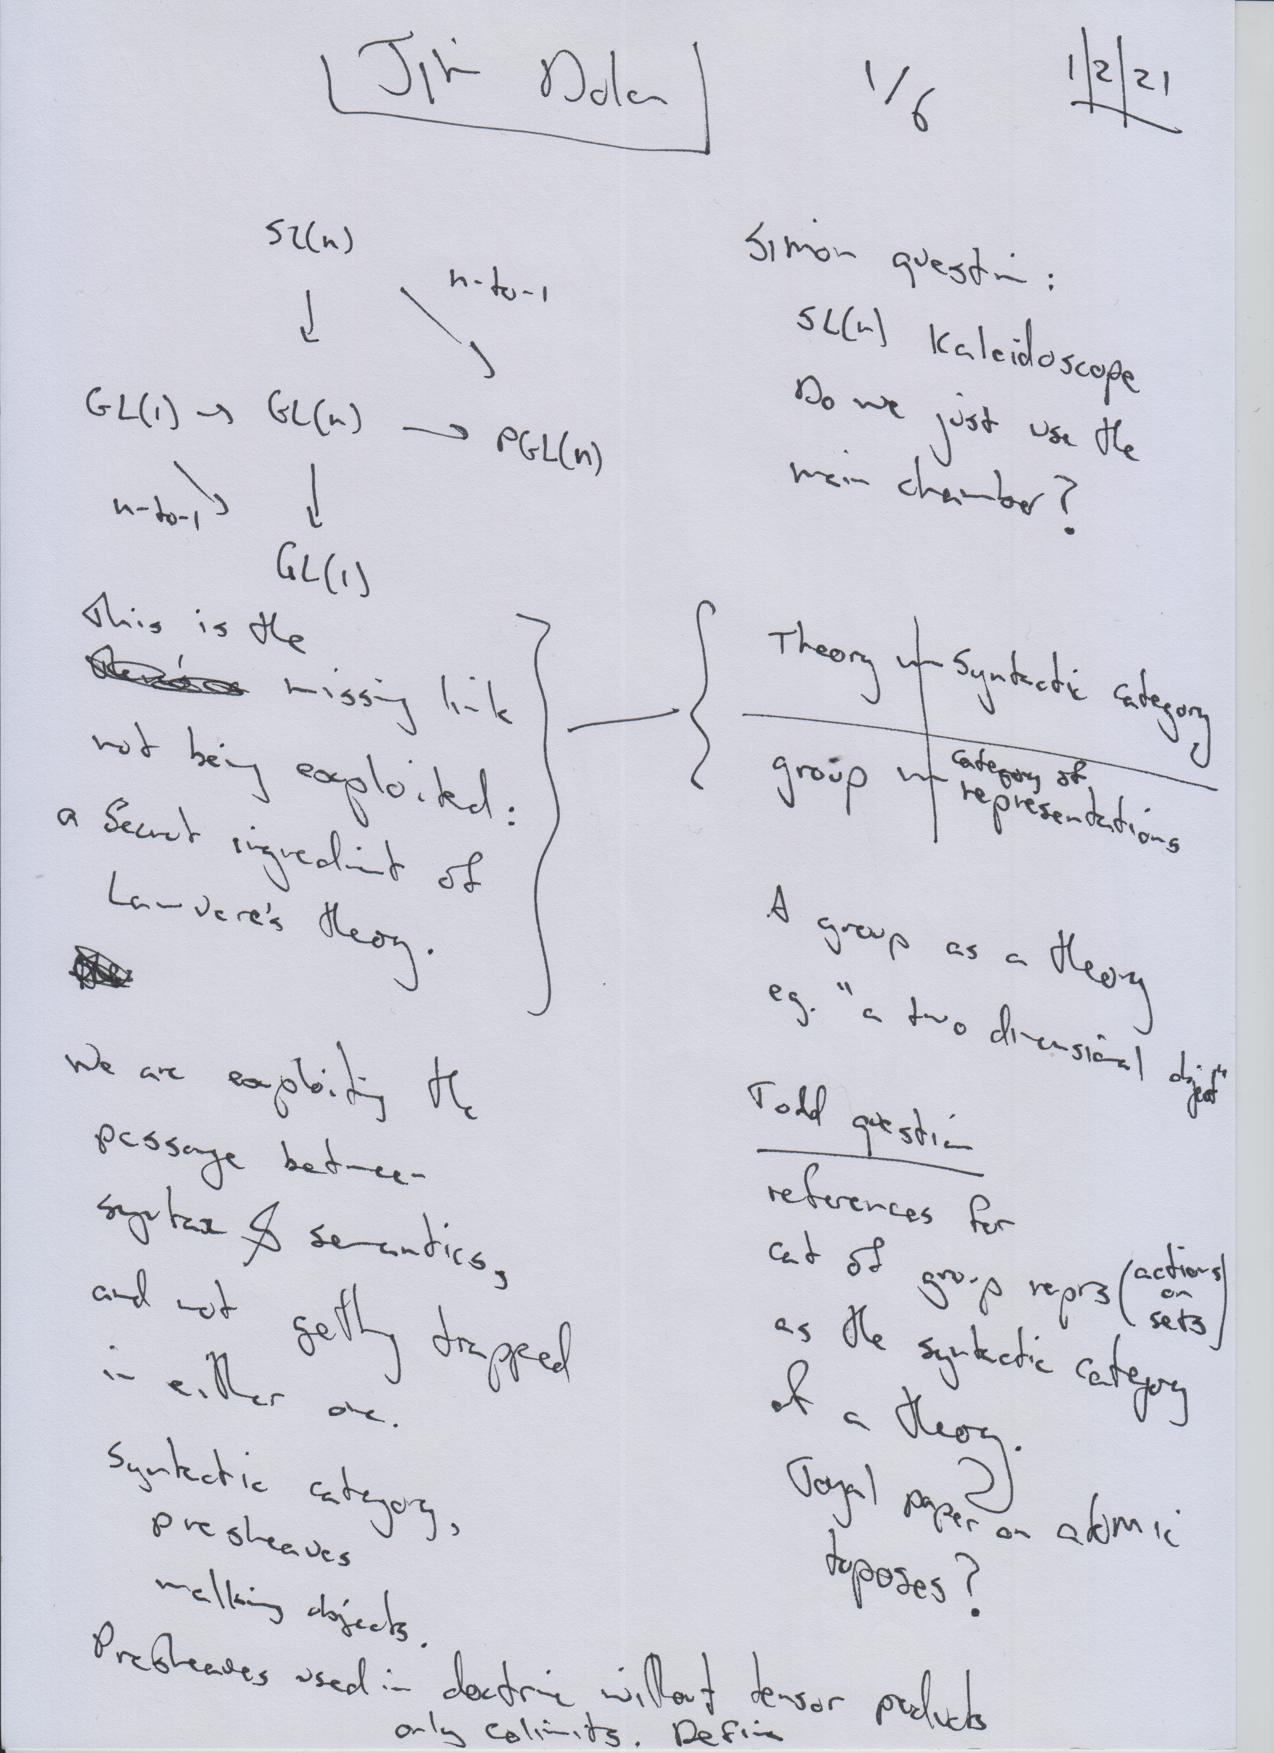 Jim Dolan
1/6
1/2/21
SL(n)
n-to-1
GL(1) → GL(n) → PGL(n)
n-to-1
GL(1)
This is the
missing link
not being exploited:
a secret ingredient of
Lawvere's theory.
We are exploiting the
passage between
syntax & semantics,
and not getting trapped
in either one.
Syntactic category,
presheaves
walking objects.
Presheaves used in doctrine without tensor products
only colimits. Define
Simon question:
SL(n) Kaleidoscope
Do we just use the
main chamber?
Theory Syntactic category
group category of
representations
A group as a theory
eg. "a two dimensional object"
Todd question
references for
cat of group reprs (actions
on
sets)
as the syntactic category
of a theory.
Joyal paper on atomic
toposes?